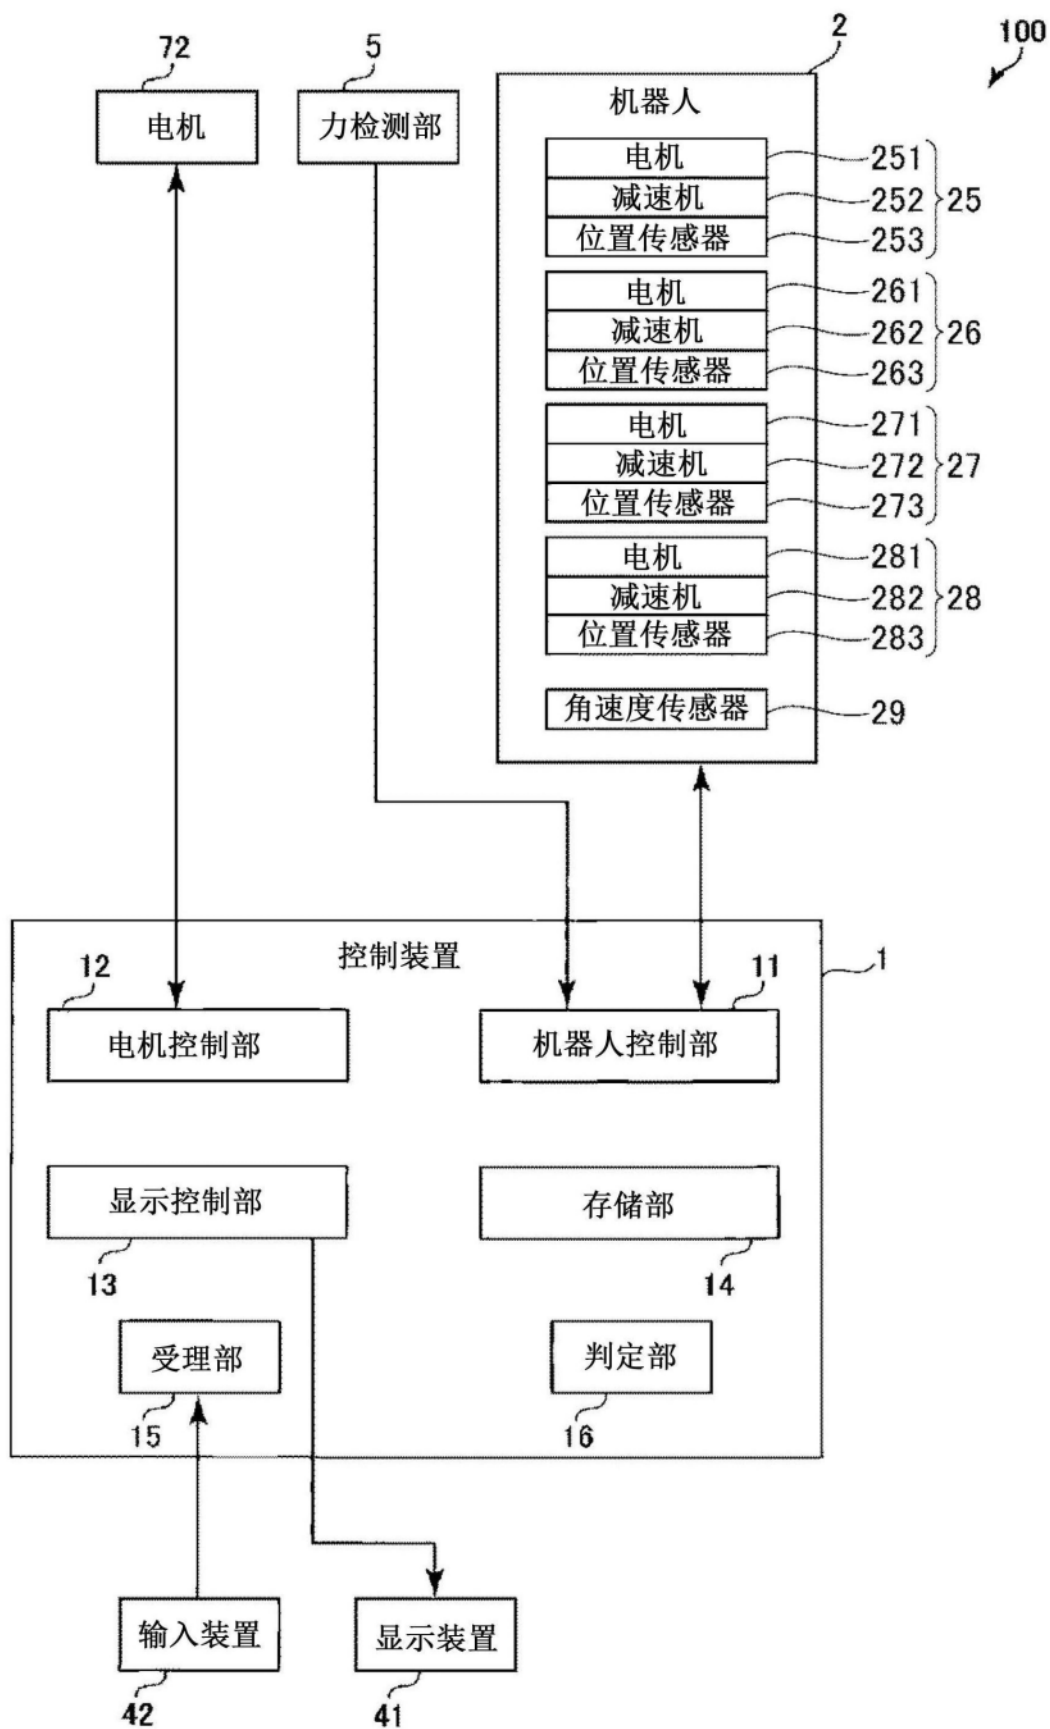 100
72
5
2
电机
力检测部
机器人
电机
251
减速机
252
25
位置传感器
253
电机
261
减速机
262
26
位置传感器
263
电机
271
减速机
272
27
位置传感器
273
电机
281
减速机
282
28
位置传感器
283
角速度传感器
29
控制装置
1
12
11
电机控制部
机器人控制部
显示控制部
存储部
13
14
受理部
判定部
15
16
输入装置
显示装置
42
41